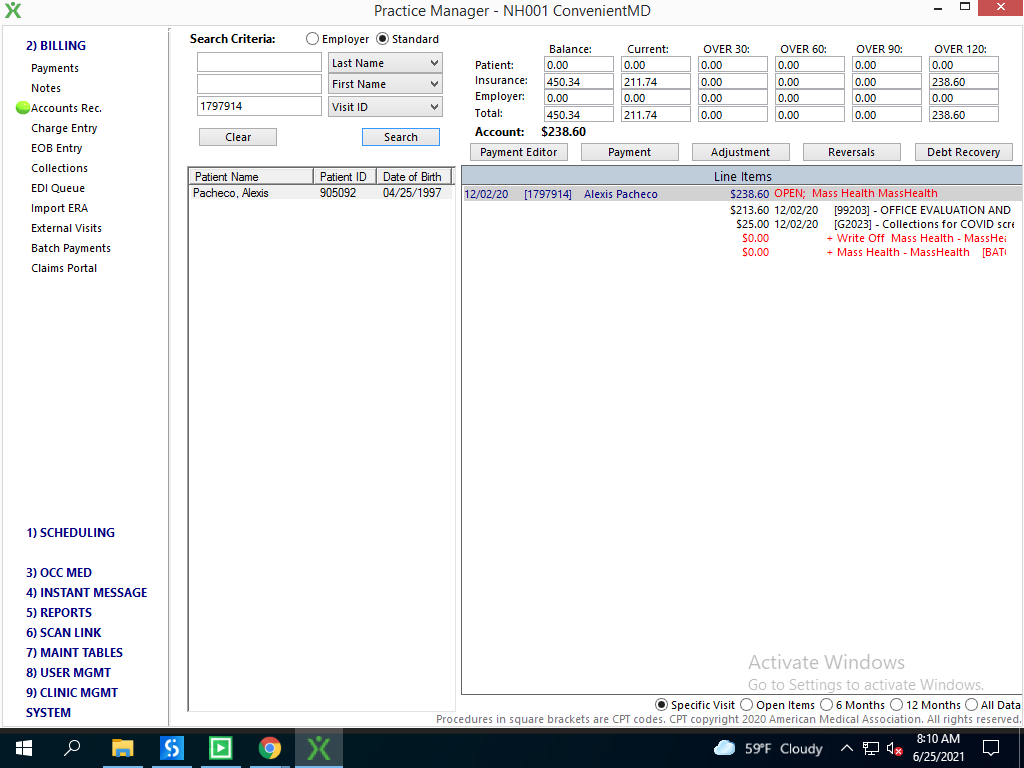 Practice Manager - NH001 ConvenientMD
2) BILLING
Payments
Notes
Accounts Rec.
Charge Entry
EOB Entry
Collections
EDI Queue
Import ERA
External Visits
Batch Payments
Claims Portal
1) SCHEDULING
3) OCC MED
4) INSTANT MESSAGE
5) REPORTS
6) SCAN LINK
7) MAINT TABLES
8) USER MGMT
9) CLINIC MGMT
SYSTEM
Search Criteria: Employer Standard
Last Name
First Name
1797914 Visit ID
Clear Search
Balance: Current: OVER 30: OVER 60: OVER 90: OVER 120:
Patient: 0.00 0.00 0.00 0.00 0.00 0.00
Insurance: 450.34 211.74 0.00 0.00 0.00 238.60
Employer: 0.00 0.00 0.00 0.00 0.00 0.00
Total: 450.34 211.74 0.00 0.00 0.00 238.60
Account: $238.60
Payment Editor Payment Adjustment Reversals Debt Recovery
Patient Name Patient ID Date of Birth
Pacheco, Alexis 905092 04/25/1997
Line Items
12/02/20 [1797914] Alexis Pacheco $238.60 OPEN; Mass Health MassHealth
$213.60 12/02/20 [99203] - OFFICE EVALUATION AND
$25.00 12/02/20 [G2023] - Collections for COVID scre
$0.00 + Write Off Mass Health - MassHea
$0.00 + Mass Health - MassHealth [BAT
Activate Windows
Go to Settings to activate Windows.
Specific Visit Open Items 6 Months 12 Months All Data
Procedures in square brackets are CPT codes. CPT copyright 2020 American Medical Association. All rights reserved.
59°F Cloudy
8:10 AM
6/25/2021